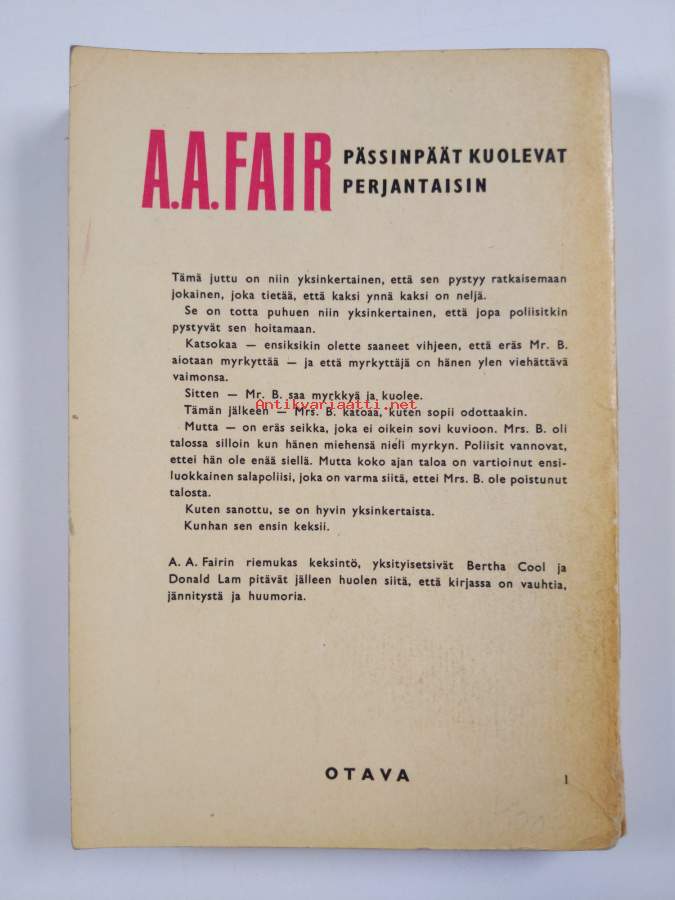 A.A.FAIR
PÄSSINPÄÄT KUOLEVAT
PERJANTAISIN
Tämä juttu on niin yksinkertainen, että sen pystyy ratkaisemaan
jokainen, joka tietää, että kaksi ynnä kaksi on neljä.
Se on totta puhuen niin yksinkertainen, että jopa poliisitkin
pystyvät sen hoitamaan.
Katsokaa — ensiksikin olette saaneet vihjeen, että eräs Mr. B.
aiotaan myrkyttää — ja että myrkyttäjä on hänen ylen viehättävä
vaimonsa.
Sitten — Mr. B. saa myrkkyä ja kuolee.
Antikvariaatti.net
Tämän jälkeen — Mrs. B. katoaa, kuten sopii odottaakin.
Mutta — on eräs seikka, joka ei oikein sovi kuvioon. Mrs. B. oli
talossa silloin kun hänen miehensä nieli myrkyn. Poliisit vannovat,
ettei hän ole enää siellä. Mutta koko ajan taloa on vartioinut ensi-
luokkainen salapoliisi, joka on varma siitä, ettei Mrs. B. ole poistunut
talosta.
Kuten sanottu, se on hyvin yksinkertaista.
Kunhan sen ensin keksii.
A. A. Fairin riemukas keksintö, yksityisetsivät Bertha Cool ja
Donald Lam pitävät jälleen huolen siitä, että kirjassa on vauhtia,
jännitystä ja huumoria.
OTAVA
1